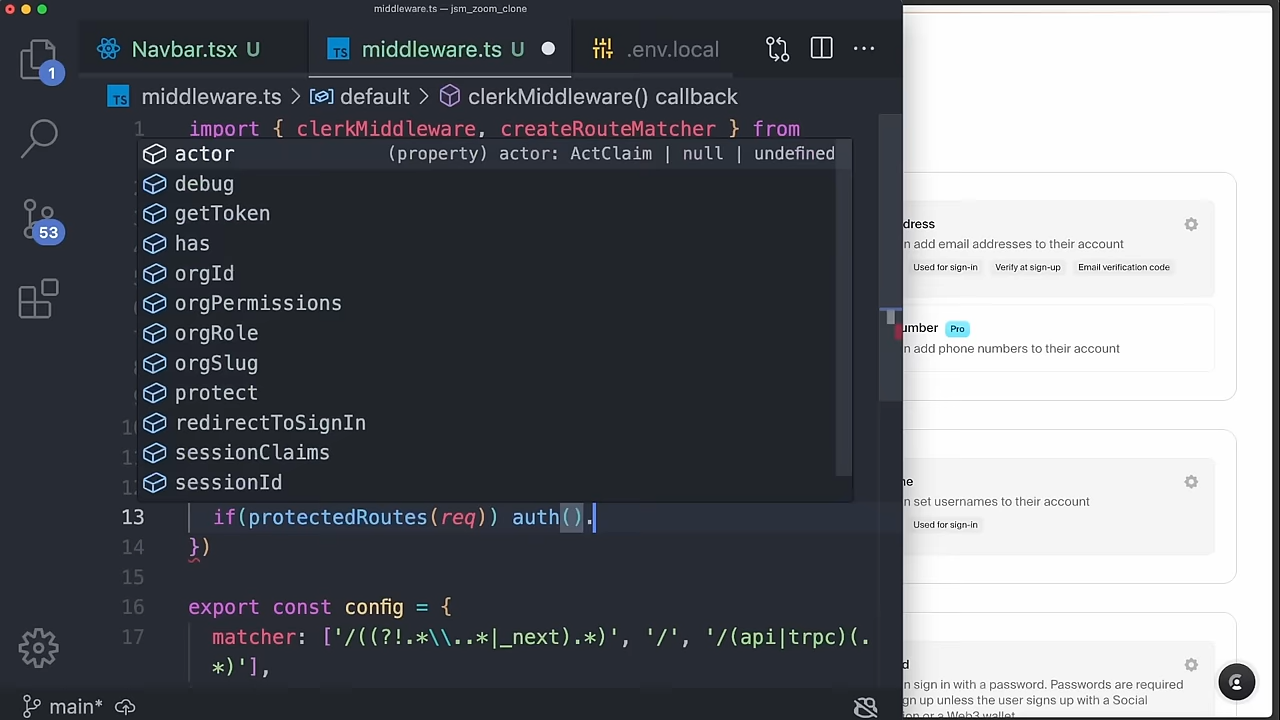 middleware.ts — jsm_zoom_clone
Navbar.tsx U
middleware.ts U
.env.local
1
middleware.ts > default > clerkMiddleware() callback
1 import { clerkMiddleware, createRouteMatcher } from
actor (property) actor: ActClaim | null | undefined
debug
getToken
has
53
orgId
orgPermissions
orgRole
orgSlug
protect
redirectToSignIn
sessionClaims
sessionId
13 if(protectedRoutes(req)) auth().
14 })
15
16 export const config = {
17 matcher: ['/((?!.*\\..*|_next).*)', '/', '/(api|trpc)(.
*)'],
main*
dress
n add email addresses to their account
Used for sign-in Verify at sign-up Email verification code
umber Pro
n add phone numbers to their account
ne
n set usernames to their account
Used for sign-in
d
n sign in with a password. Passwords are required
gn up unless the user signs up with a Social
ion or a Web3 wallet